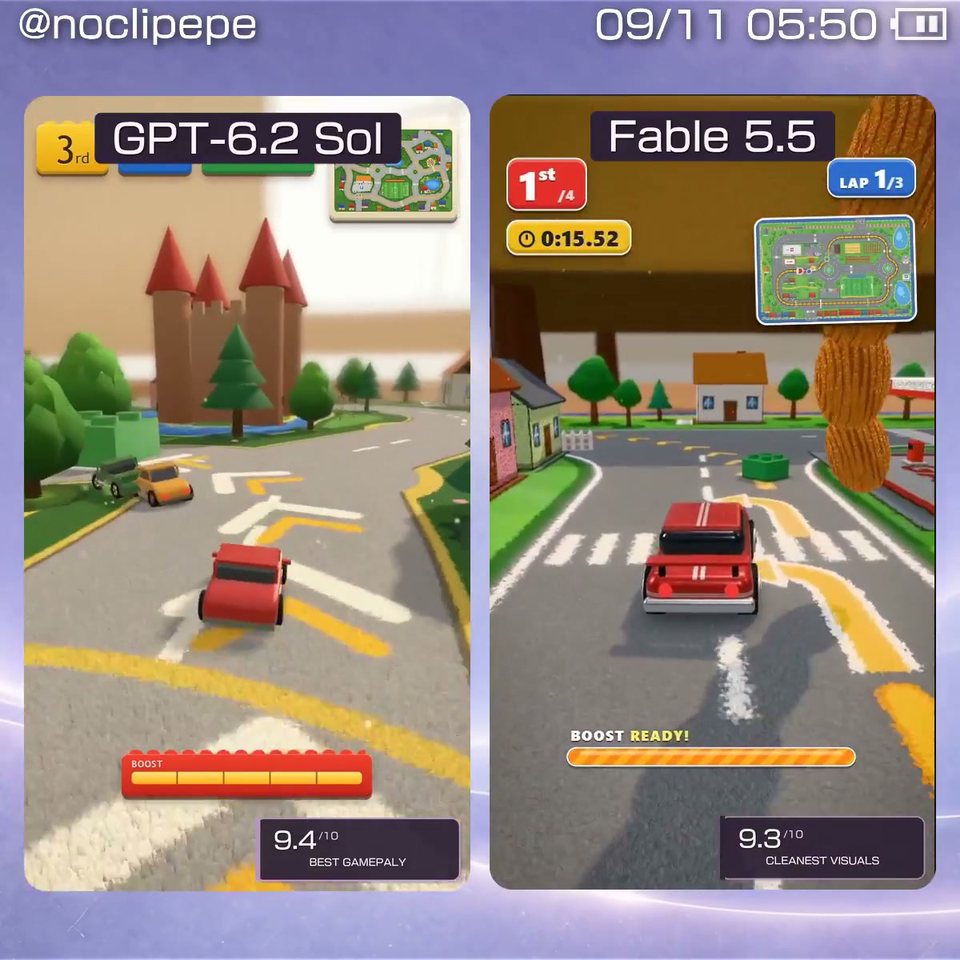 @noclipepe
09/11 05:50
GPT-6.2 Sol
3rd
BOOST
9.4/10
BEST GAMEPALY
Fable 5.5
1st/4
LAP 1/3
0:15.52
BOOST READY!
9.3/10
CLEANEST VISUALS